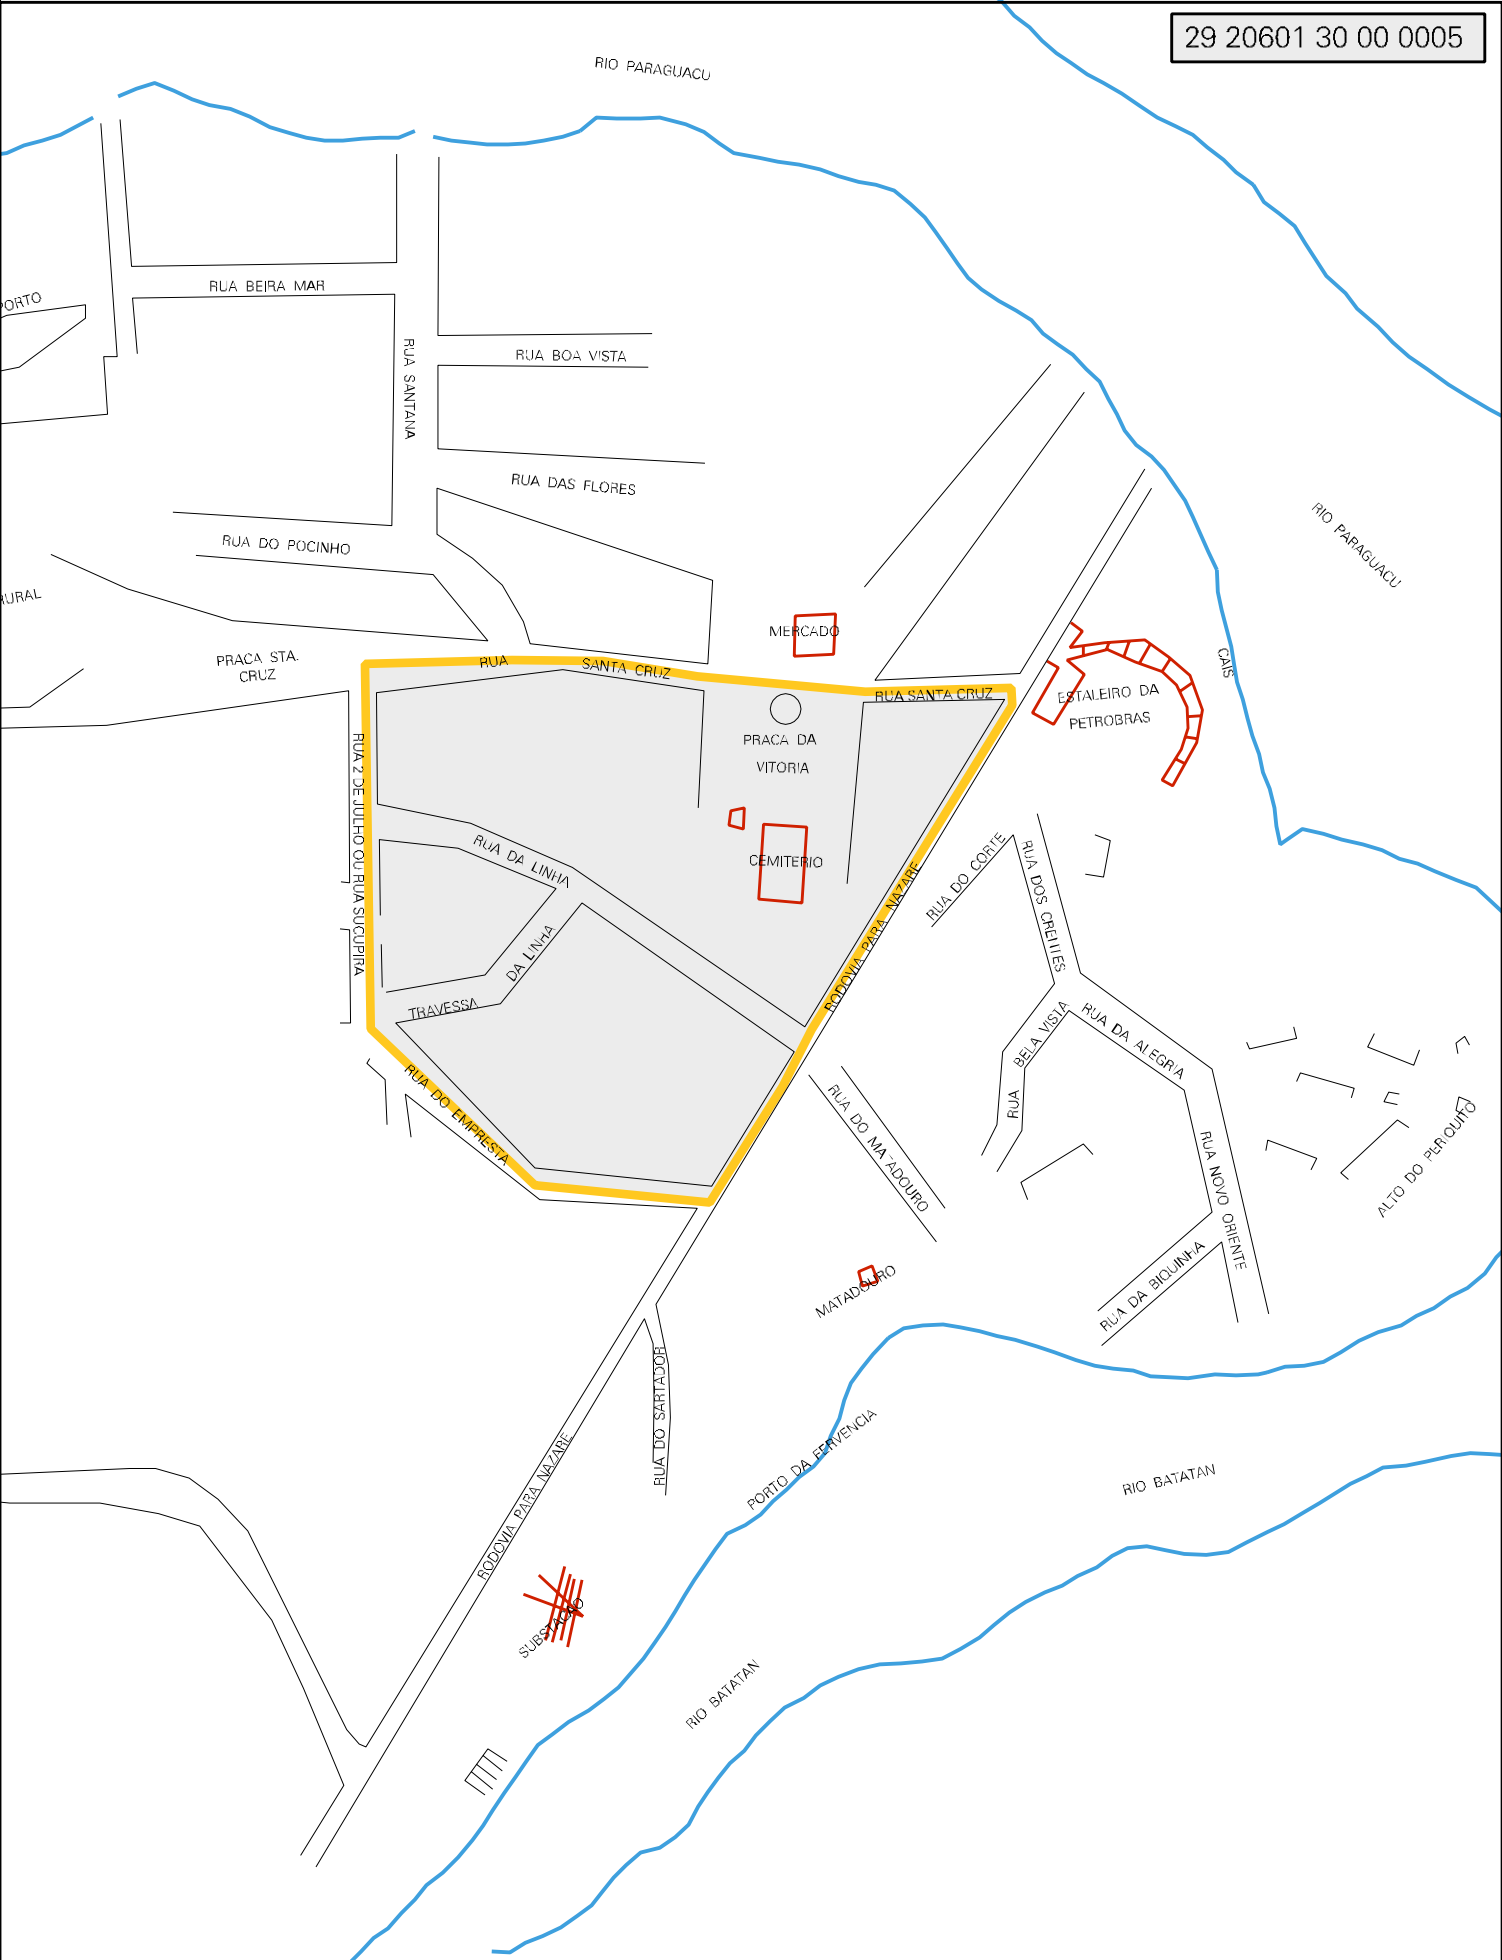 29 20601 30 00 0005
RIO PARAGUACU
RUA BEIRA MAR
PORTO
RUA BOA VISTA
RUA SANTANA
RUA DAS FLORES
RUA DO POCINHO
RIO PARAGUACU
RURAL
MERCADO
PRACA STA.
CRUZ
RUA SANTA CRUZ
CAIS
RUA SANTA CRUZ
ESTALEIRO DA
PETROBRAS
PRACA DA
VITORIA
RUA 2 DE JULHO OU RUA SUCUPIRA
RUA DA LINHA
CEMITERIO
RUA DO CORTE
RUA DOS CRENTES
RODOVIA PARA NAZARE
TRAVESSA DA LINHA
RUA BELA VISTA
RUA DA ALEGRIA
RUA DO EMPRESTA
RUA DO MATADOURO
RUA NOVO ORIENTE
ALTO DO PERIQUITO
RUA DA BIQUINHA
MATADOURO
RUA DO SARTADOR
PORTO DA FERVENCIA
RODOVIA PARA NAZARE
RIO BATATAN
SUBSTACAO
RIO BATATAN